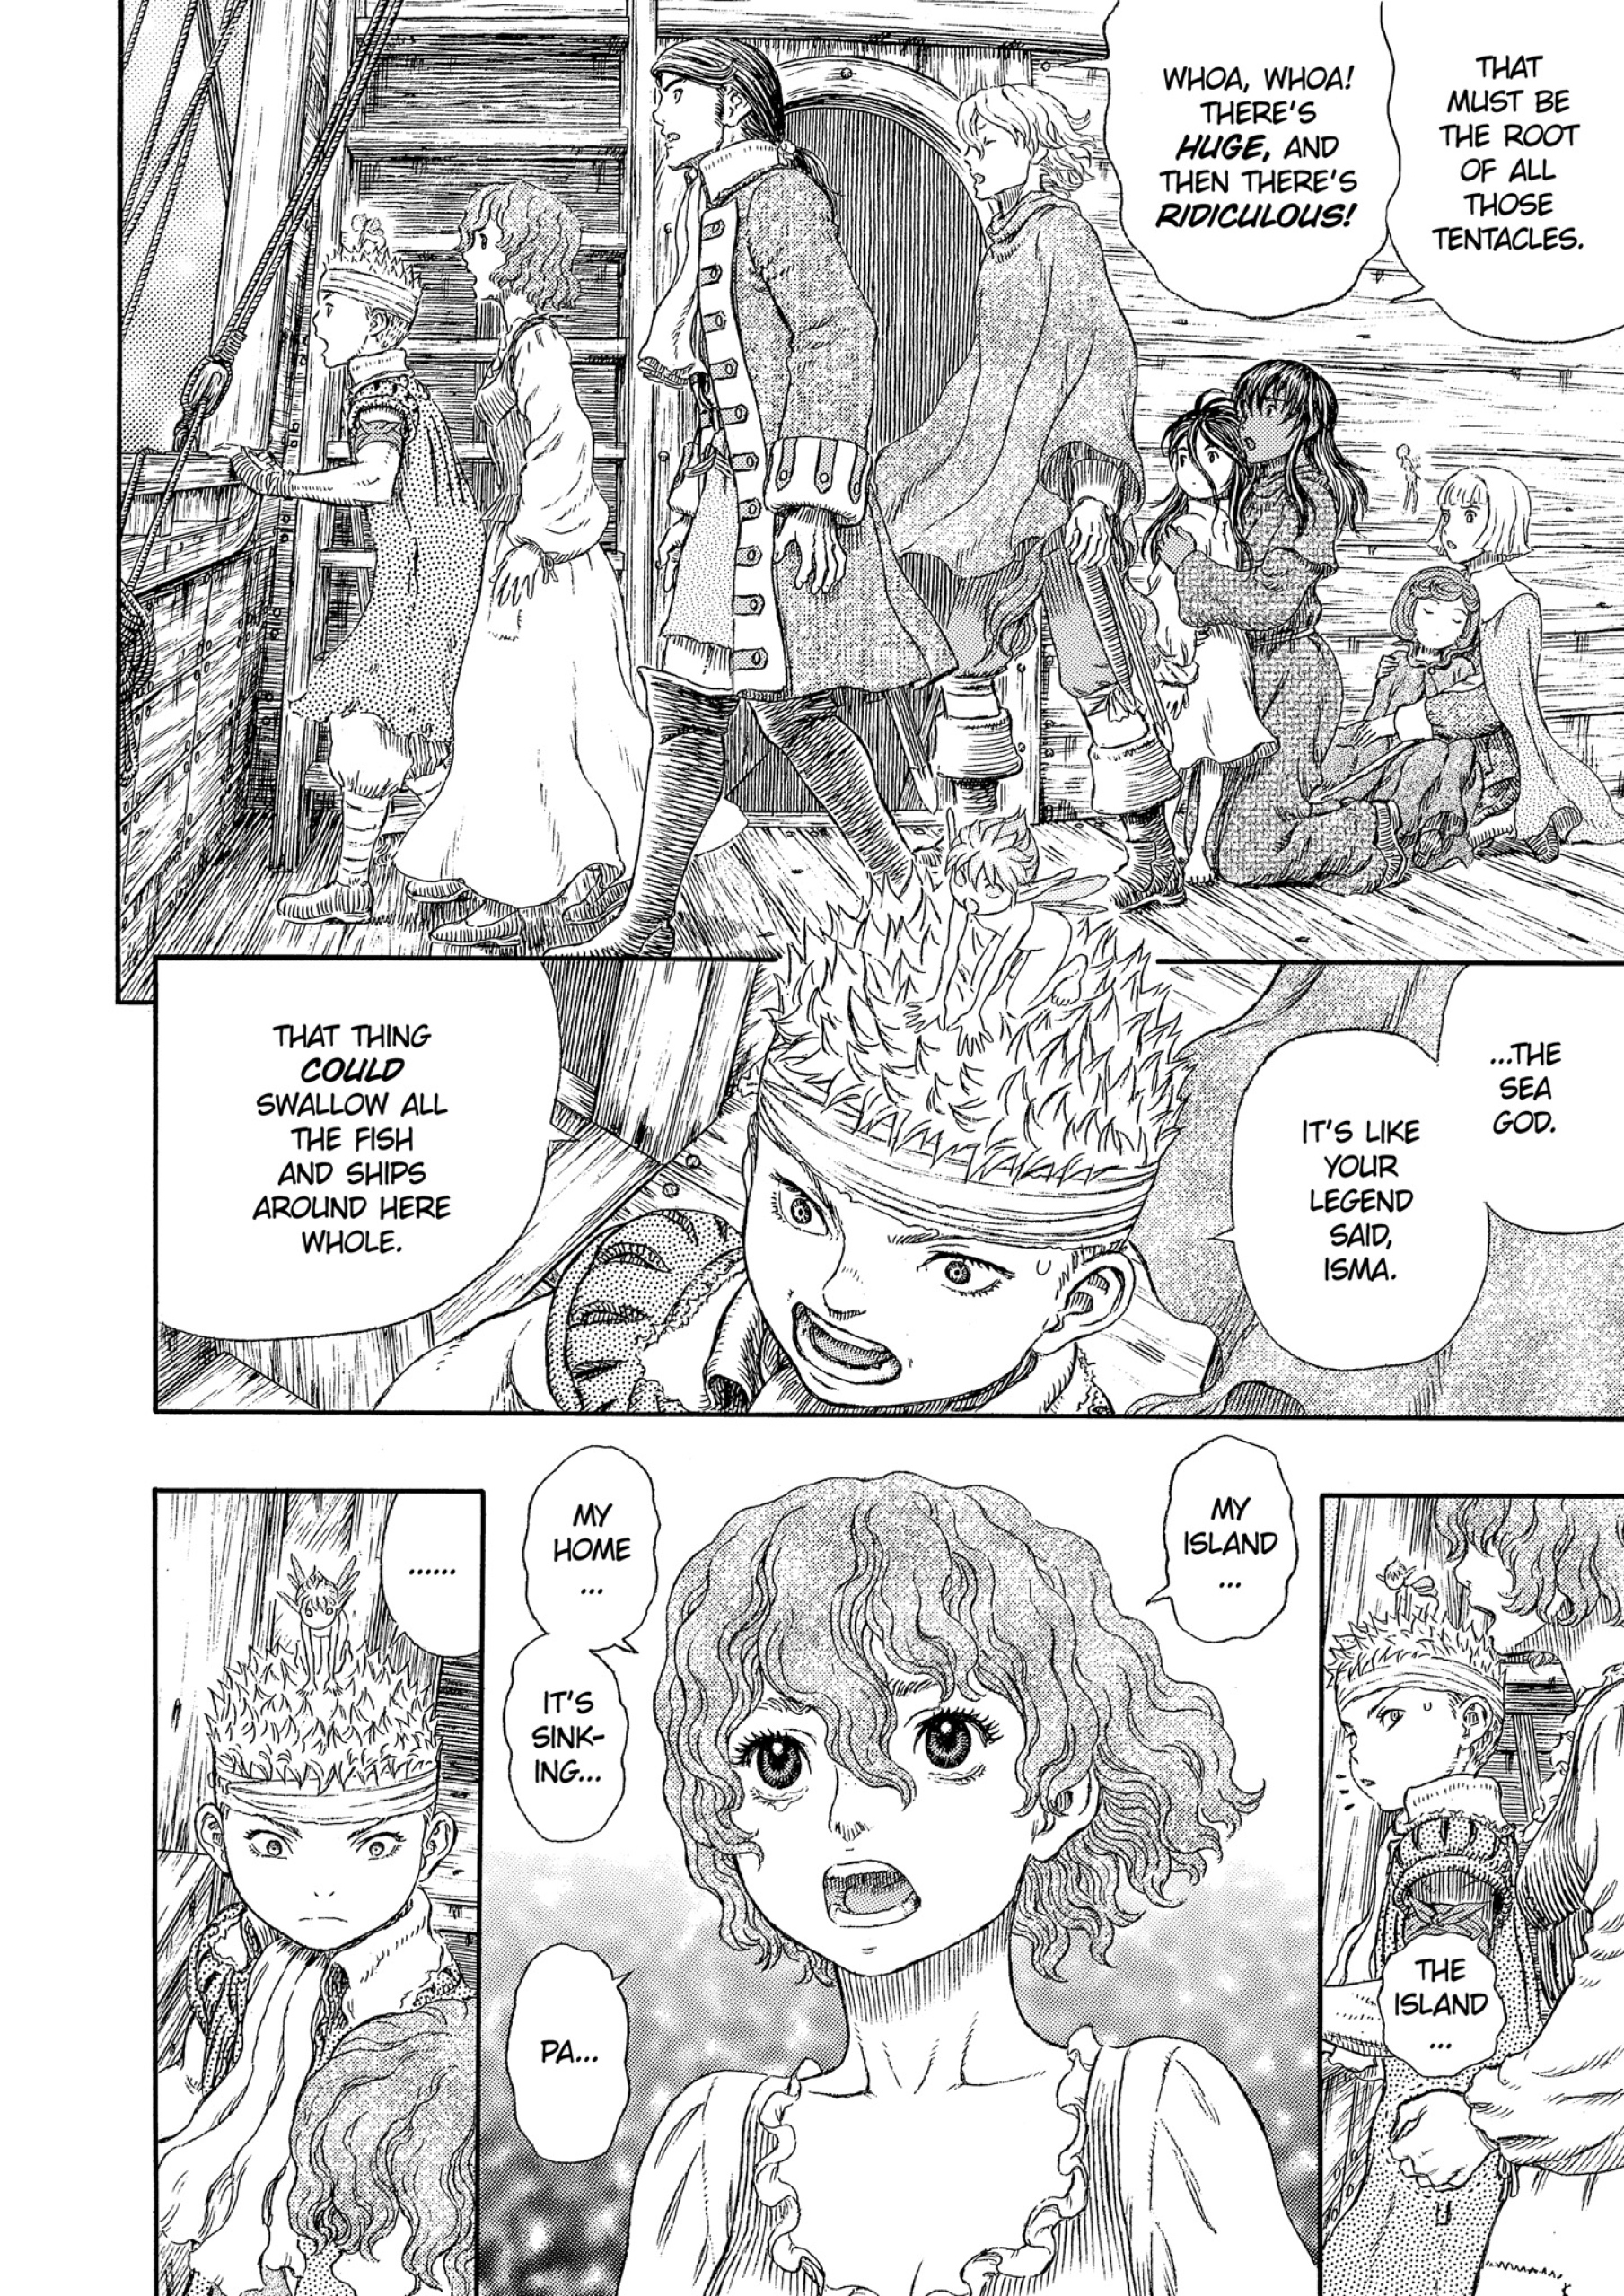 THAT
MUST BE
THE ROOT
OF ALL
THOSE
TENTACLES.
WHOA, WHOA!
THERE'S
HUGE, AND
THEN THERE'S
RIDICULOUS!
...THE
SEA
GOD.
IT'S LIKE
YOUR
LEGEND
SAID,
ISMA.
THAT THING
COULD
SWALLOW ALL
THE FISH
AND SHIPS
AROUND HERE
WHOLE.
THE
ISLAND
...
MY
ISLAND
...
MY
HOME
...
IT'S
SINK-
ING...
PA...
......